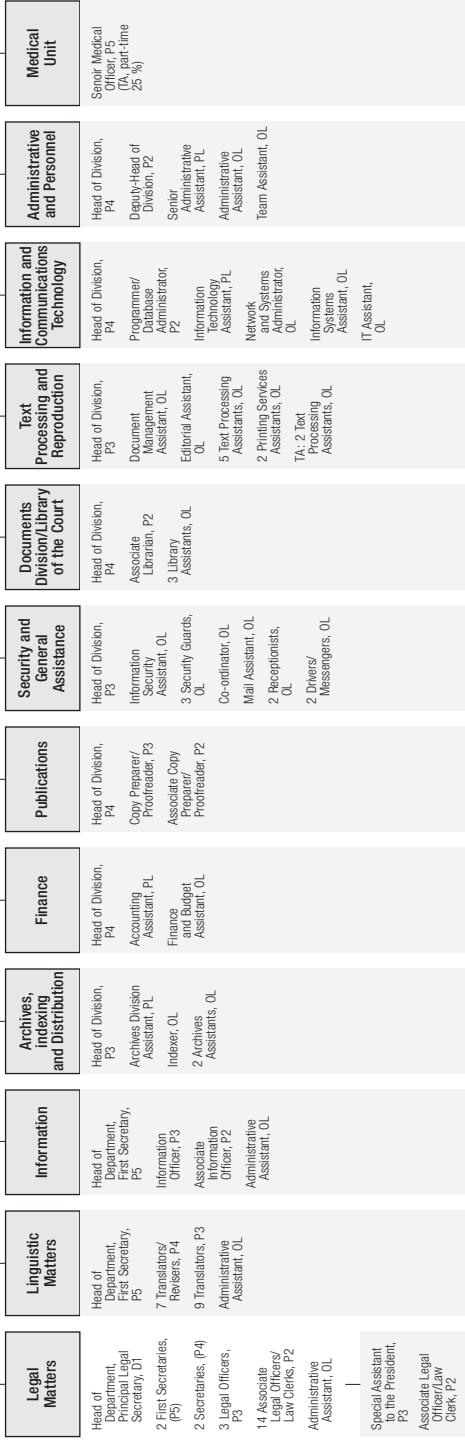 Legal
Matters
Head of
Department,
Principal Legal
Secretary, D1
2 First Secretaries,
(P5)
2 Secretaries, (P4)
3 Legal Officers,
P3
14 Associate
Legal Officers/
Law Clerks, P2
Administrative
Assistant, OL
Special Assistant
to the President,
P3
Associate Legal
Officer/Law
Clerk, P2
Linguistic
Matters
Head of
Department,
First Secretary,
P5
7 Translators/
Revisers, P4
9 Translators, P3
Administrative
Assistant, OL
Information
Head of
Department,
First Secretary,
P5
Information
Officer, P3
Associate
Information
Officer, P2
Administrative
Assistant, OL
Archives,
indexing
and Distribution
Head of Division,
P3
Archives Division
Assistant, PL
Indexer, OL
2 Archives
Assistants, OL
Finance
Head of Division,
P4
Accounting
Assistant, PL
Finance
and Budget
Assistant, OL
Publications
Head of Division,
P4
Copy Preparer/
Proofreader, P3
Associate Copy
Preparer/
Proofreader, P2
Security and
General
Assistance
Head of Division,
P3
Information
Security
Assistant, OL
3 Security Guards,
OL
Co-ordinator, OL
Mail Assistant, OL
2 Receptionists,
OL
2 Drivers/
Messengers, OL
Documents
Division/Library
of the Court
Head of Division,
P4
Associate
Librarian, P2
3 Library
Assistants, OL
Text
Processing and
Reproduction
Head of Division,
P3
Document
Management
Assistant, OL
Editorial Assistant,
OL
5 Text Processing
Assistants, OL
2 Printing Services
Assistants, OL
TA: 2 Text
Processing
Assistants, OL
Information and
Communications
Technology
Head of Division,
P4
Programmer/
Database
Administrator,
P2
Information
Technology
Assistant, PL
Network
and Systems
Administrator,
OL
Information
Systems
Assistant, OL
IT Assistant,
OL
Administrative
and Personnel
Head of Division,
P4
Deputy-Head of
Division, P2
Senior
Administrative
Assistant, PL
Administrative
Assistant, OL
Team Assistant, OL
Medical
Unit
Senoir Medical
Officer, P5
(TA, part-time
25 %)